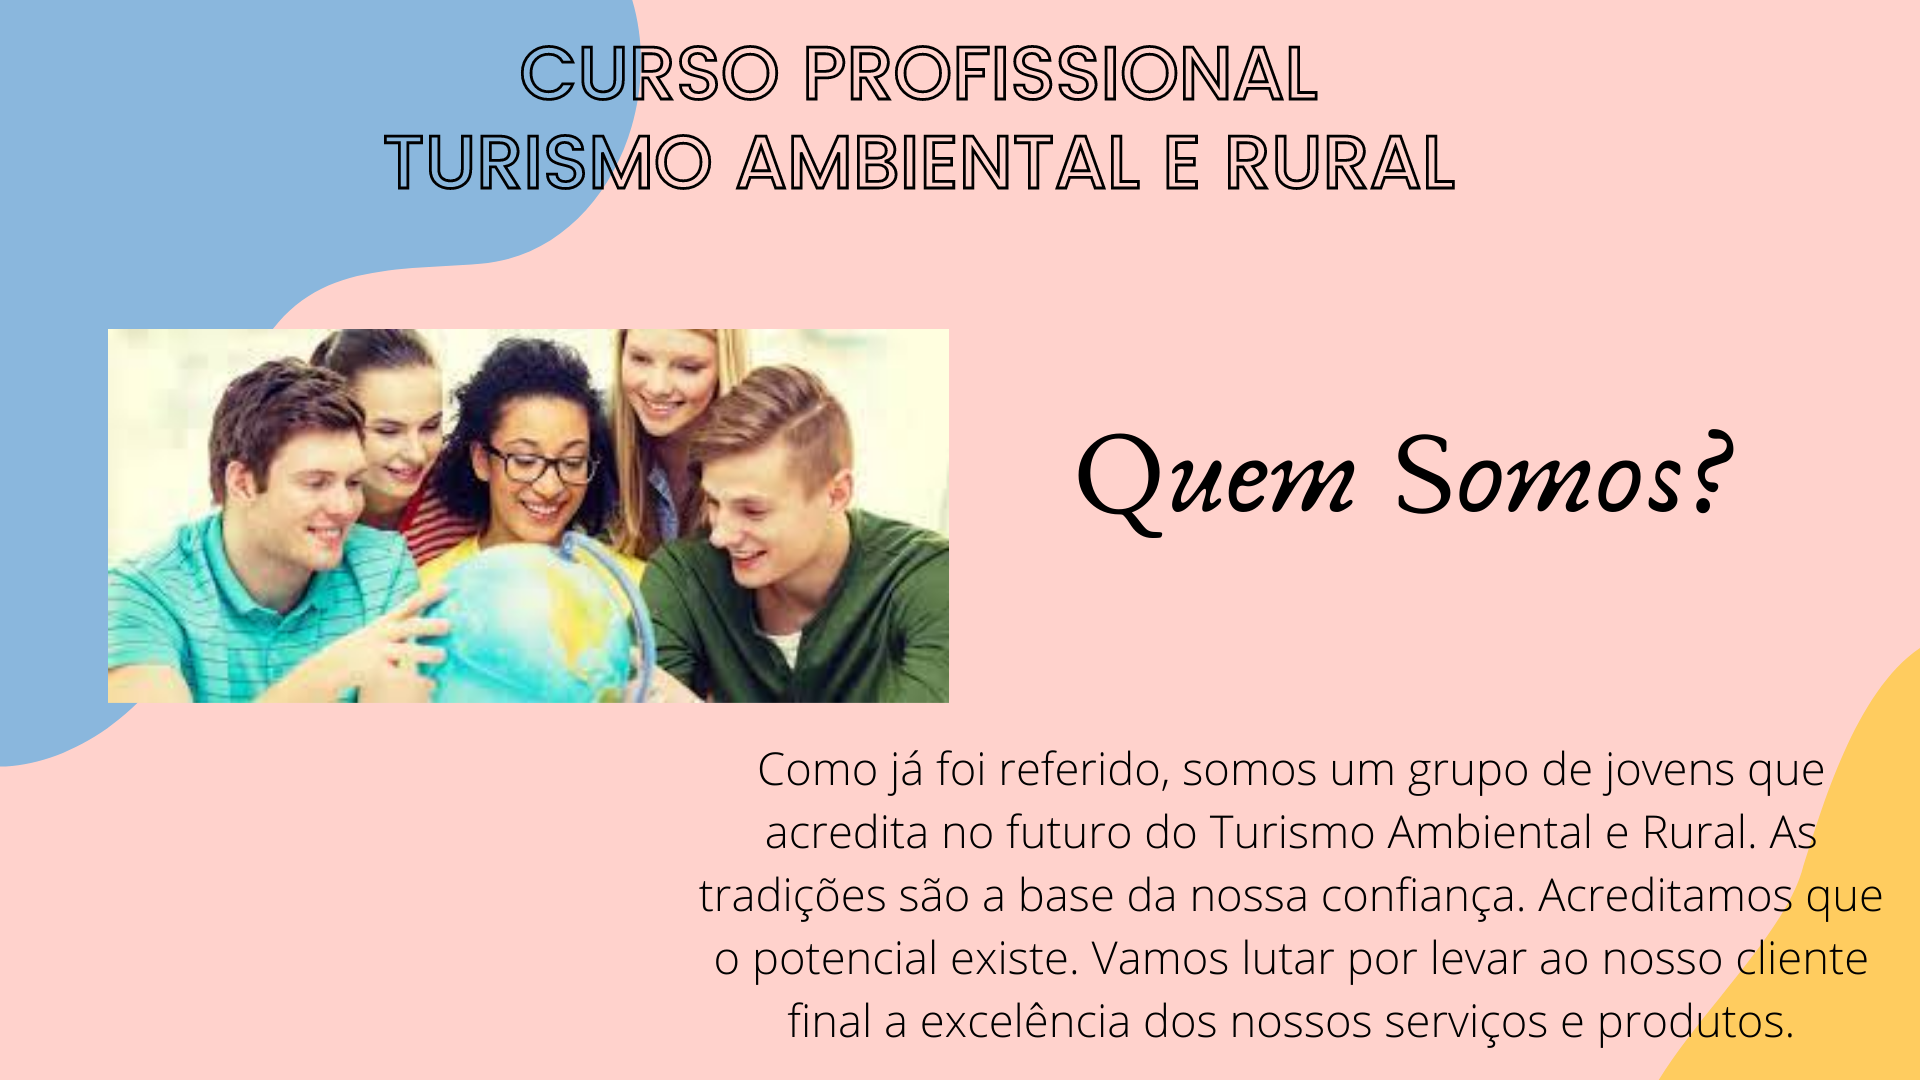 CURSO PROFISSIONAL
TURISMO AMBIENTAL E RURAL
Quem Somos?
Como já foi referido, somos um grupo de jovens que
acredita no futuro do Turismo Ambiental e Rural. As
tradições são a base da nossa confiança. Acreditamos que
o potencial existe. Vamos lutar por levar ao nosso cliente
final a excelência dos nossos serviços e produtos.